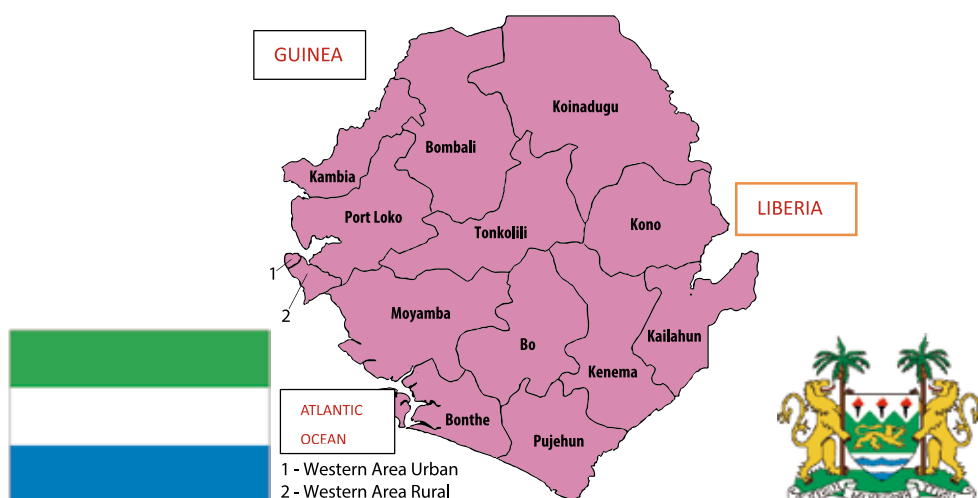 GUINEA
Koinadugu
Bombali
Kambia
LIBERIA
Port Loko
Kono
Tonkolili
1
2
Moyamba
Kailahun
Bo
Kenema
ATLANTIC
OCEAN
Bonthe
Pujehun
1 - Western Area Urban
2 - Western Area Rural